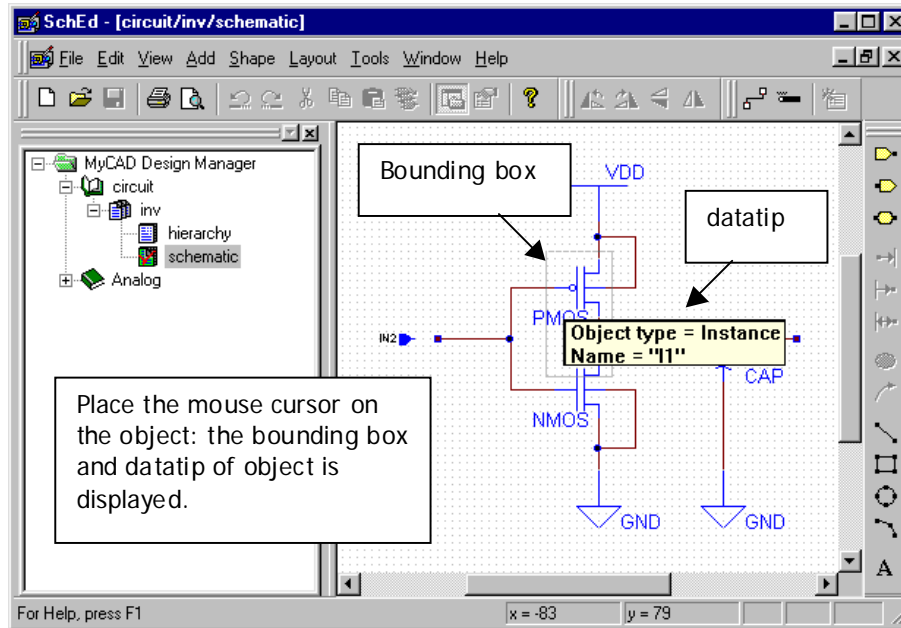 SchEd - [circuit/inv/schematic]
File Edit View Add Shape Layout Tools Window Help
MyCAD Design Manager
circuit
inv
hierarchy
schematic
Analog
Bounding box
VDD
datatip
PMOS
Object type = Instance
Name = "I1"
IN2
CAP
NMOS
Place the mouse cursor on
the object: the bounding box
and datatip of object is
displayed.
GND
GND
A
For Help, press F1
x = -83
y = 79